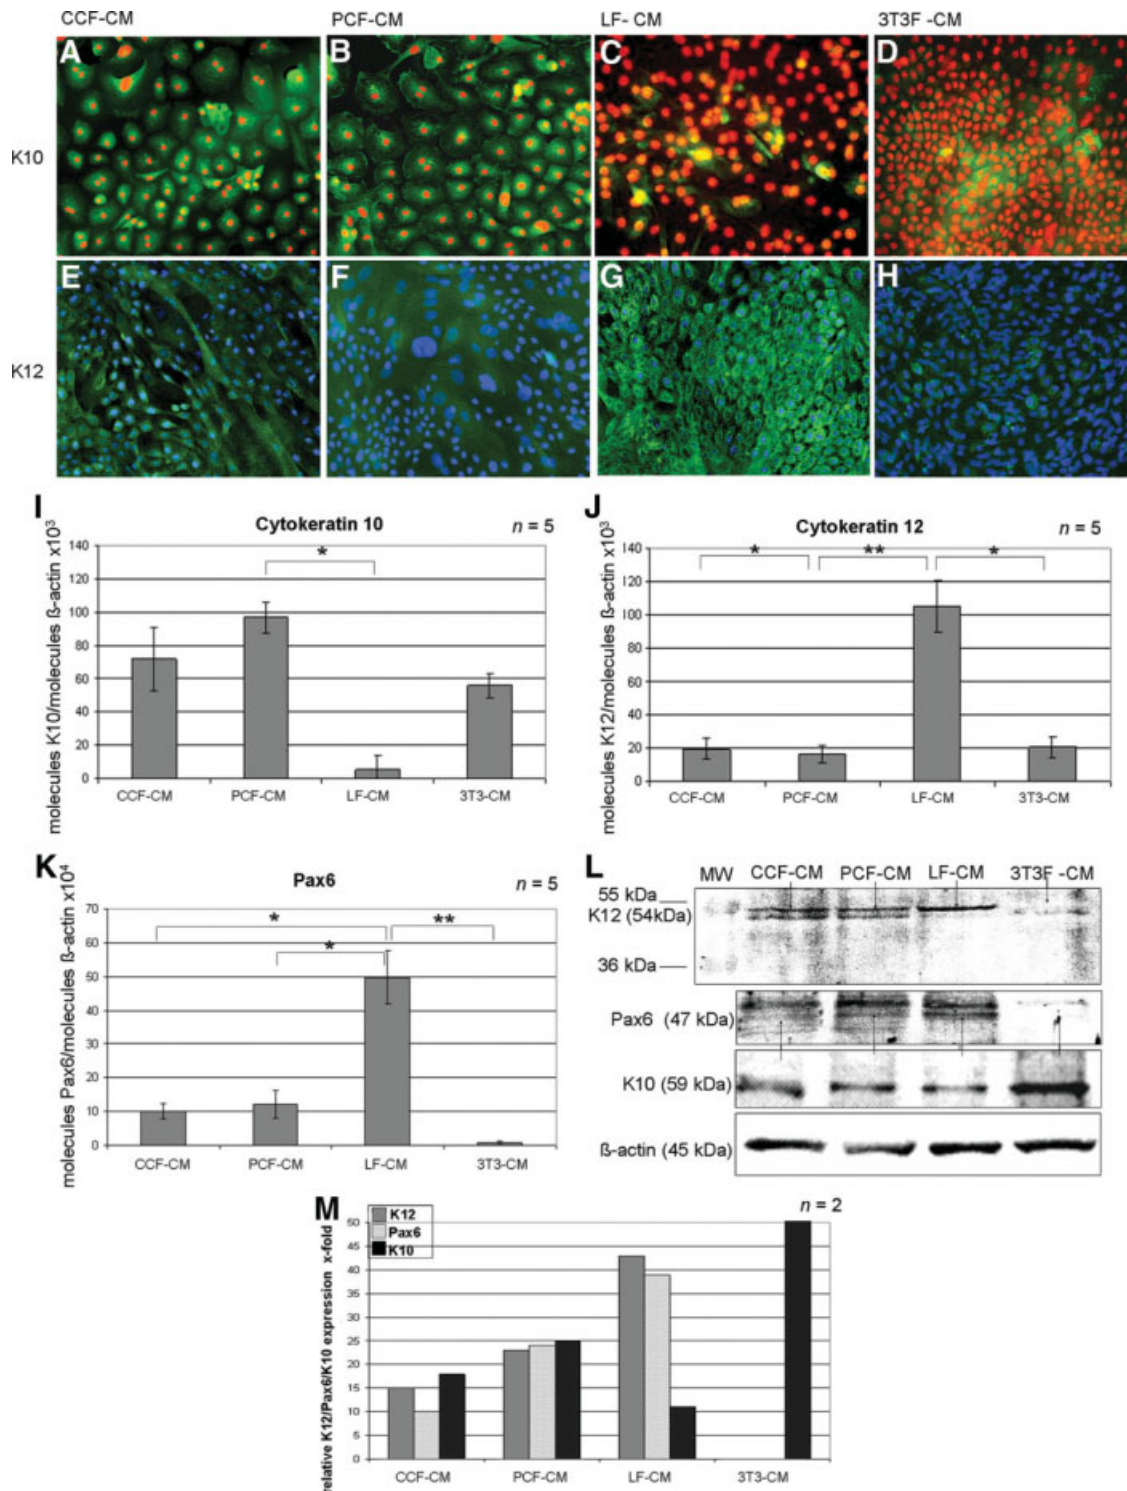 CCF-CM PCF-CM LF- CM 3T3F -CM
A B C D
K10
E F G H
K12
I J
Cytokeratin 10 n = 5
molecules K10/molecules ß-actin x10³
140
120
100
80
60
40
20
0
*
CCF-CM PCF-CM LF-CM 3T3-CM
Cytokeratin 12 n = 5
molecules K12/molecules ß-actin x10³
140
120
100
80
60
40
20
0
* ** *
CCF-CM PCF-CM LF-CM 3T3-CM
K
Pax6 n = 5
molecules Pax6/molecules ß-actin x10⁴
70
60
50
40
30
20
10
0
* **
*
CCF-CM PCF-CM LF-CM 3T3-CM
L
MW CCF-CM PCF-CM LF-CM 3T3F -CM
55 kDa
K12 (54kDa)
36 kDa
Pax6 (47 kDa)
K10 (59 kDa)
ß-actin (45 kDa)
M
n = 2
K12
Pax6
K10
relative K12/Pax6/K10 expression x-fold
50
45
40
35
30
25
20
15
10
5
0
CCF-CM PCF-CM LF-CM 3T3-CM